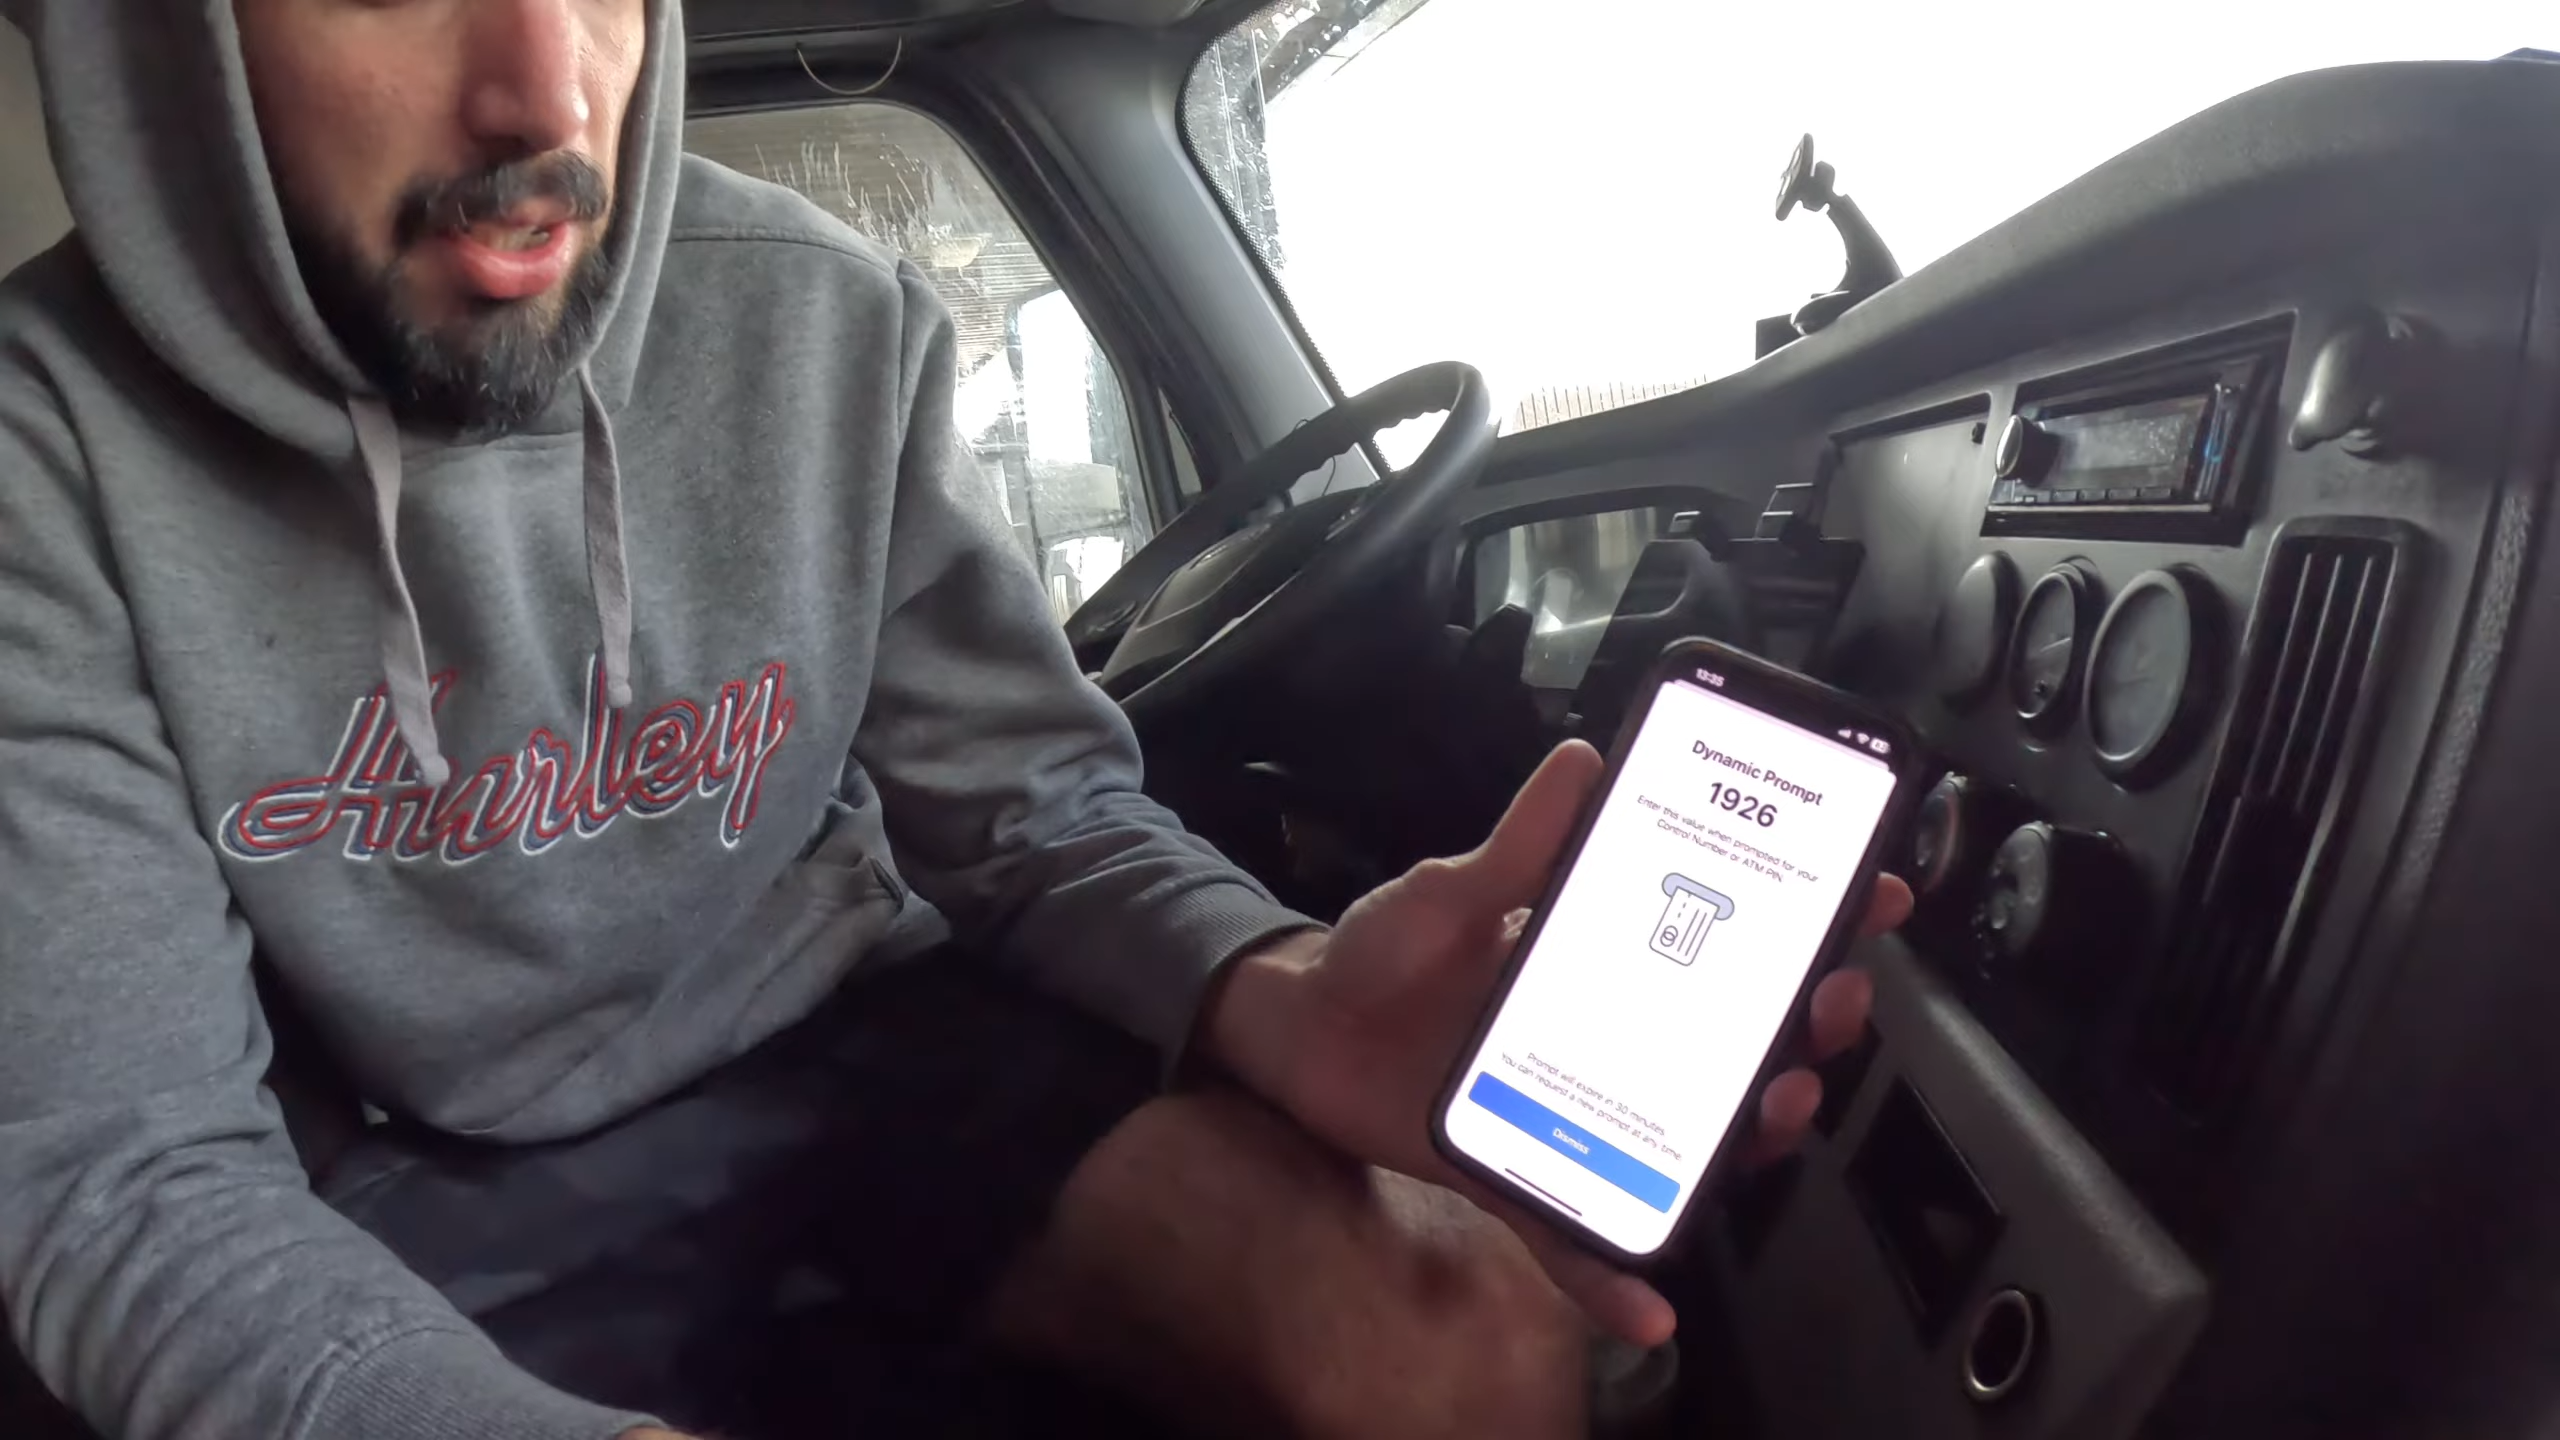 Hurley
13:35
Dynamic Prompt
1926
Enter this value when prompted for your
Control Number or ATM PIN.
Prompt will expire in 30 minutes
You can request a new prompt at any time.
Dismiss